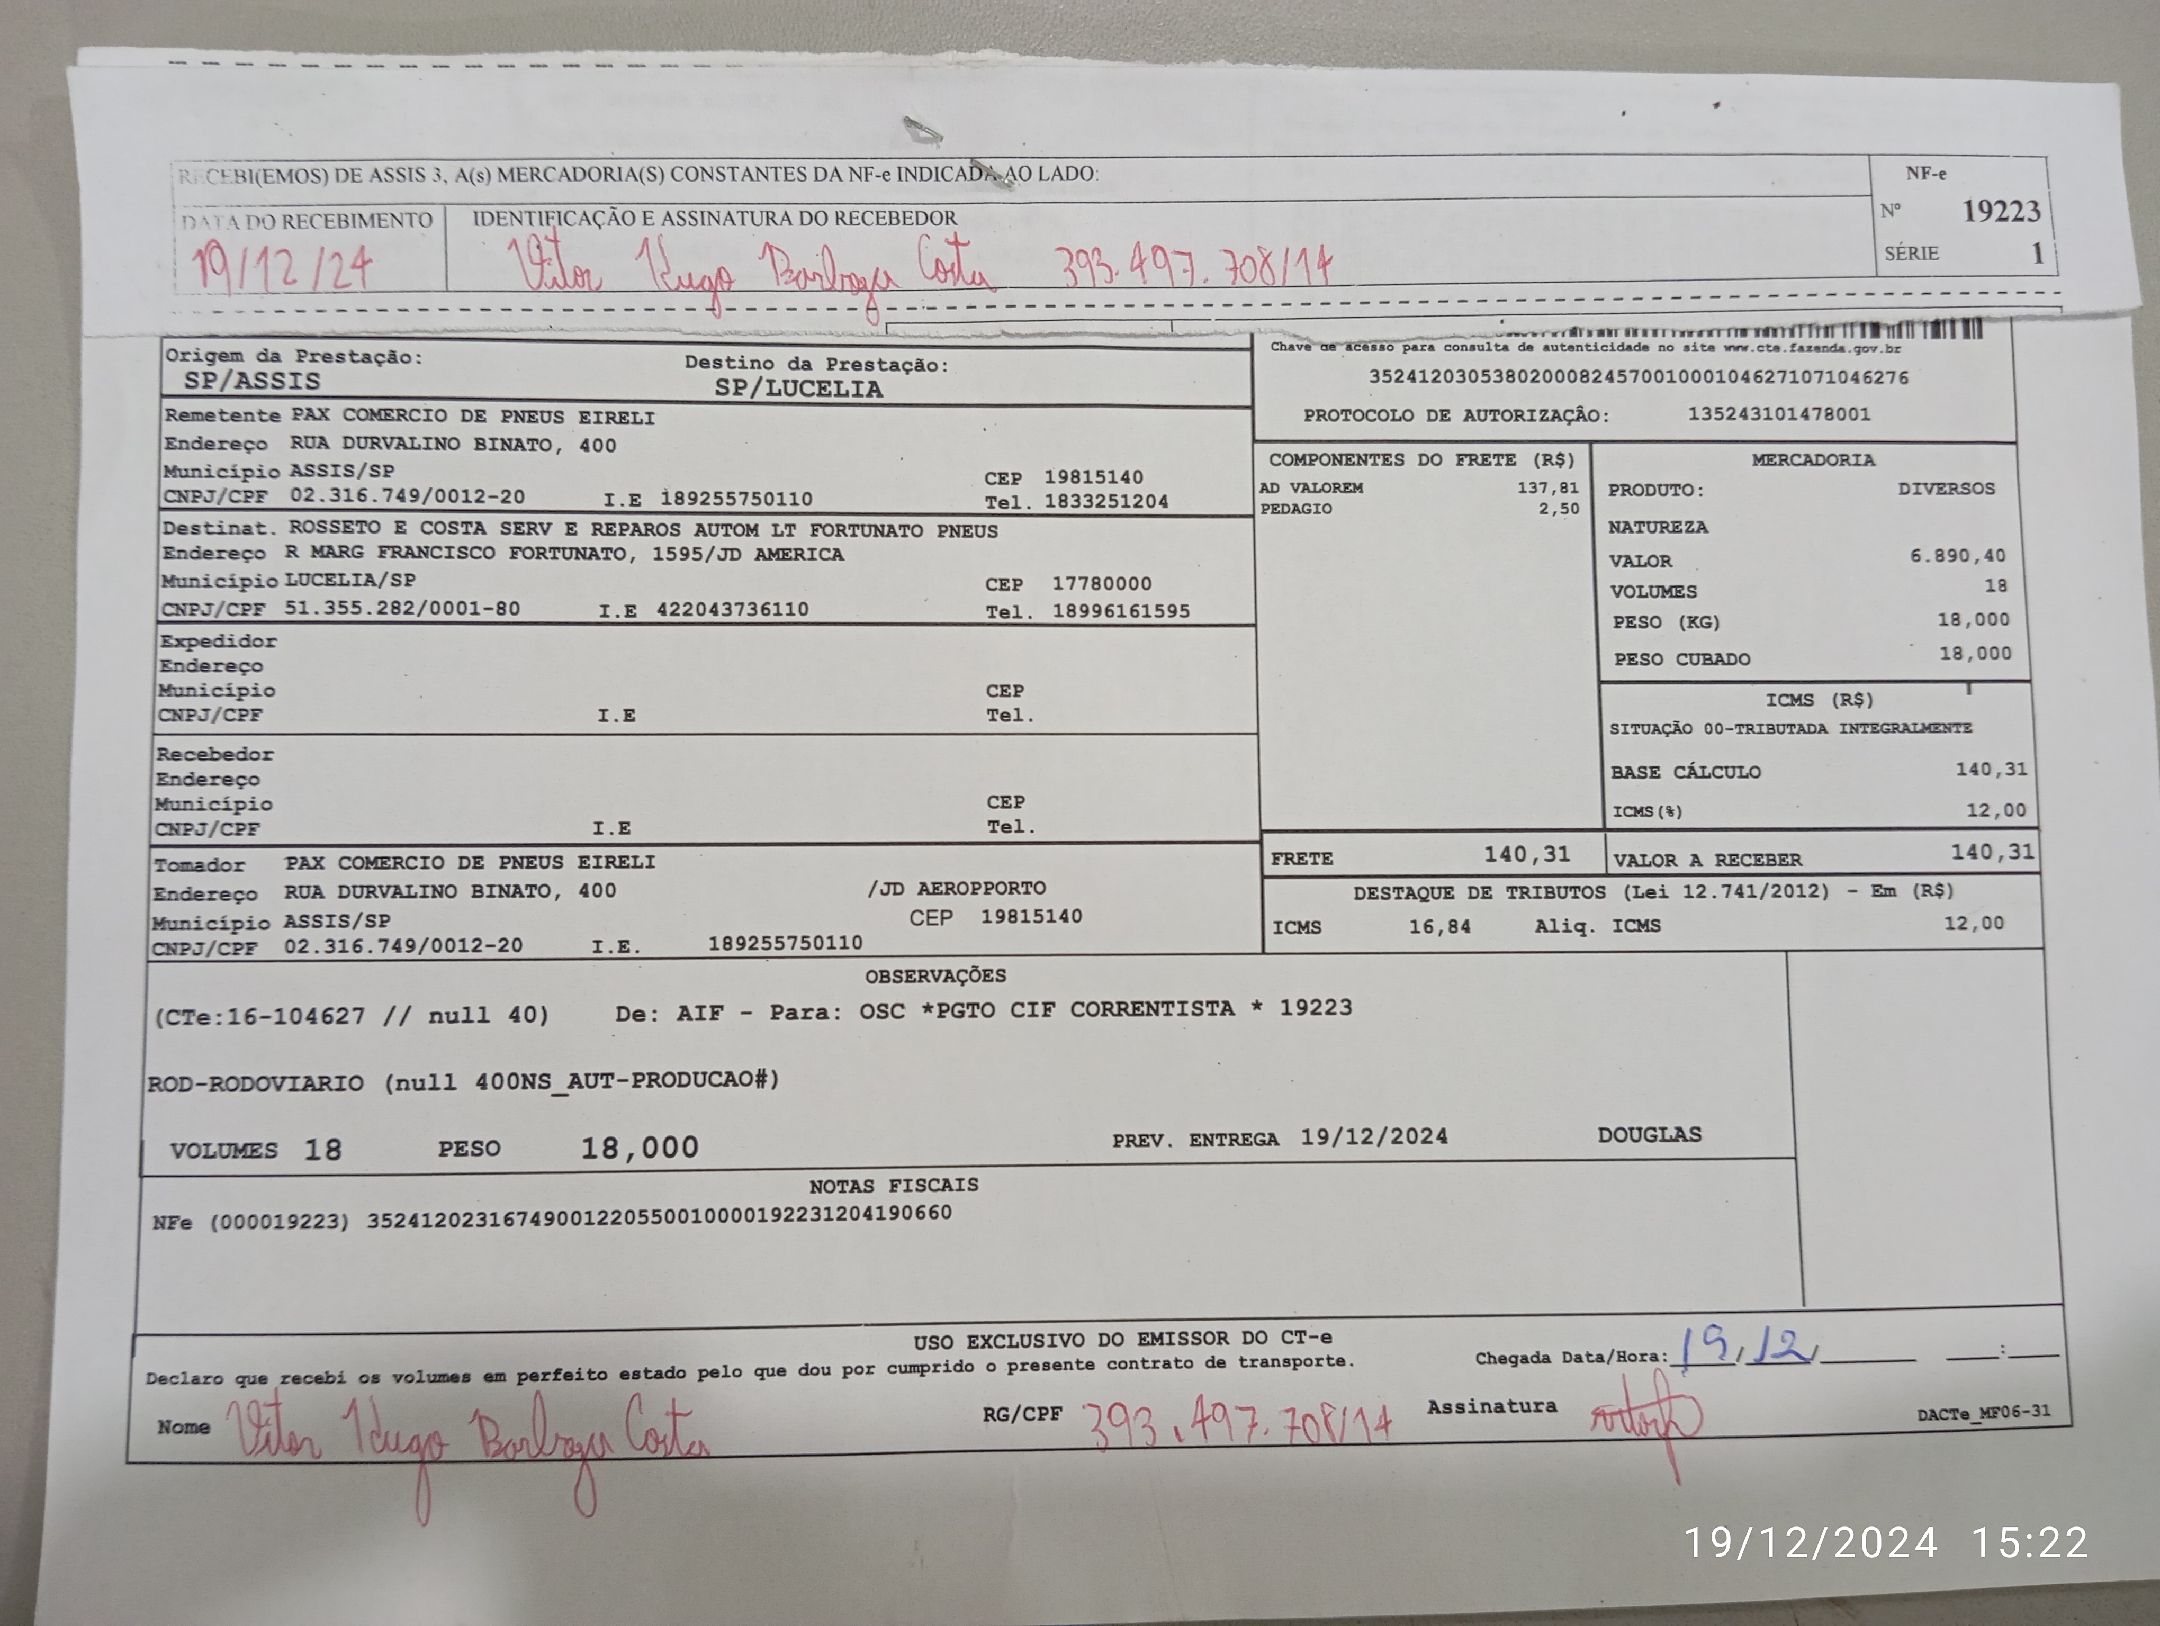 RECEBI(EMOS) DE ASSIS 3, A(s) MERCADORIA(S) CONSTANTES DA NF-e INDICADA AO LADO:
NF-e
Nº 19223
SÉRIE 1
DATA DO RECEBIMENTO
19/12/24
IDENTIFICAÇÃO E ASSINATURA DO RECEBEDOR
Vitor Hugo Barboza Costa 393.497.708/14
Origem da Prestação:
SP/ASSIS
Destino da Prestação:
SP/LUCELIA
Chave de acesso para consulta de autenticidade no site www.cte.fazenda.gov.br
35241203053802000824570010001046271071046276
PROTOCOLO DE AUTORIZAÇÃO: 135243101478001
Remetente PAX COMERCIO DE PNEUS EIRELI
Endereço RUA DURVALINO BINATO, 400
Município ASSIS/SP CEP 19815140
CNPJ/CPF 02.316.749/0012-20 I.E 189255750110 Tel. 1833251204
Destinat. ROSSETO E COSTA SERV E REPAROS AUTOM LT FORTUNATO PNEUS
Endereço R MARG FRANCISCO FORTUNATO, 1595/JD AMERICA
Município LUCELIA/SP CEP 17780000
CNPJ/CPF 51.355.282/0001-80 I.E 422043736110 Tel. 18996161595
Expedidor
Endereço
Município CEP
CNPJ/CPF I.E Tel.
Recebedor
Endereço
Município CEP
CNPJ/CPF I.E Tel.
Tomador PAX COMERCIO DE PNEUS EIRELI
Endereço RUA DURVALINO BINATO, 400 /JD AEROPPORTO
Município ASSIS/SP CEP 19815140
CNPJ/CPF 02.316.749/0012-20 I.E. 189255750110
COMPONENTES DO FRETE (R$)
AD VALOREM 137,81
PEDAGIO 2,50
MERCADORIA
PRODUTO: DIVERSOS
NATUREZA
VALOR 6.890,40
VOLUMES 18
PESO (KG) 18,000
PESO CUBADO 18,000
ICMS (R$)
SITUAÇÃO 00-TRIBUTADA INTEGRALMENTE
BASE CÁLCULO 140,31
ICMS(%) 12,00
FRETE 140,31 VALOR A RECEBER 140,31
DESTAQUE DE TRIBUTOS (Lei 12.741/2012) - Em (R$)
ICMS 16,84 Aliq. ICMS 12,00
OBSERVAÇÕES
(CTe:16-104627 // null 40) De: AIF - Para: OSC *PGTO CIF CORRENTISTA * 19223
ROD-RODOVIARIO (null 400NS_AUT-PRODUCAO#)
VOLUMES 18 PESO 18,000 PREV. ENTREGA 19/12/2024 DOUGLAS
NOTAS FISCAIS
NFe (000019223) 35241202316749001220550010000192231204190660
USO EXCLUSIVO DO EMISSOR DO CT-e
Declaro que recebi os volumes em perfeito estado pelo que dou por cumprido o presente contrato de transporte.
Chegada Data/Hora: 19/12/ :
Nome Vitor Hugo Barboza Costa RG/CPF 393.497.708/14 Assinatura
DACTe_MF06-31
19/12/2024 15:22